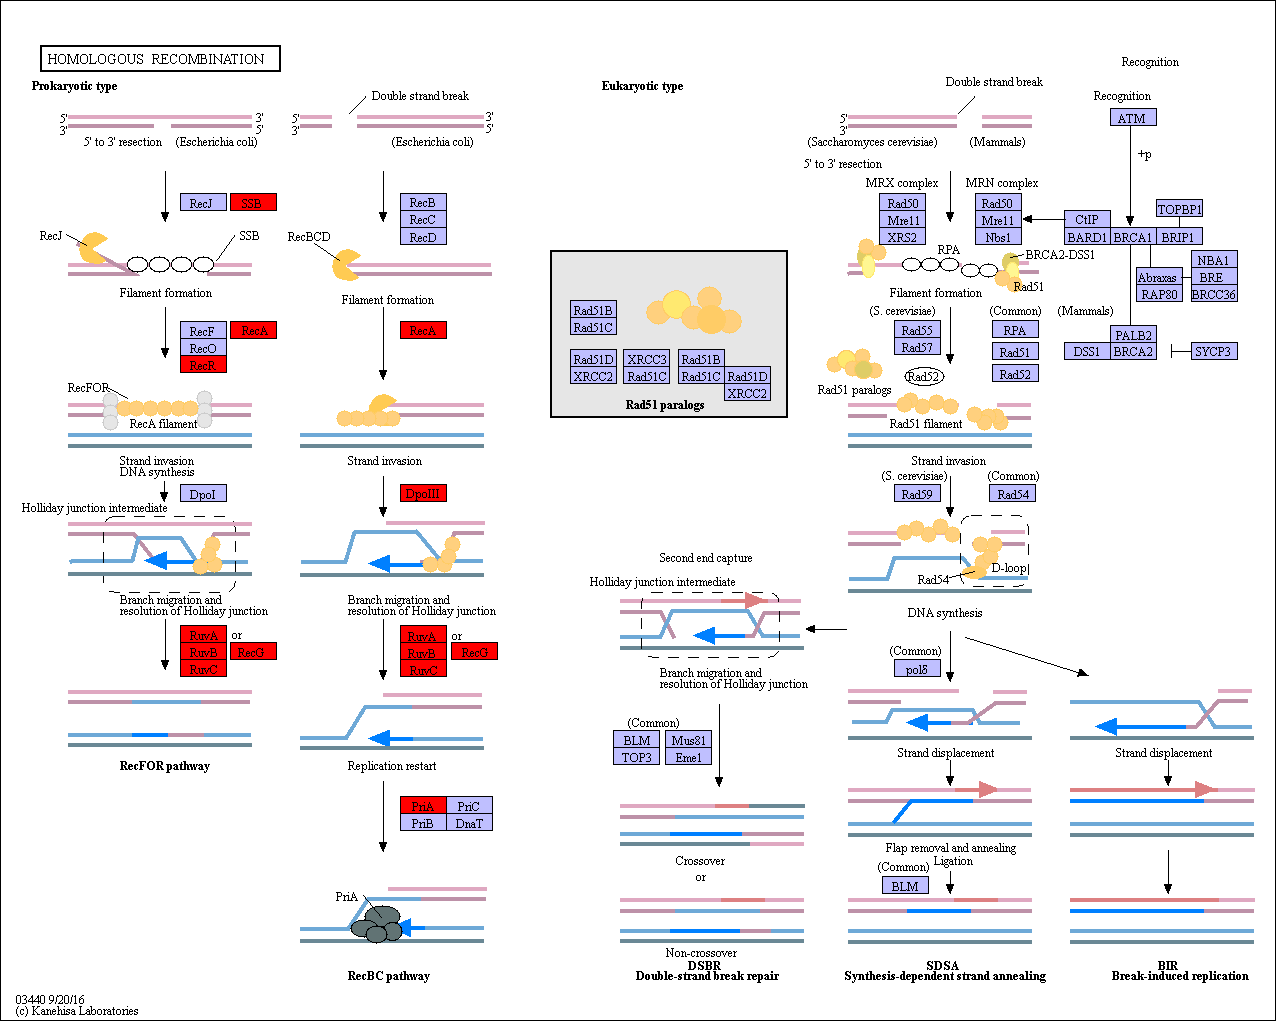 HOMOLOGOUS RECOMBINATION
Prokaryotic type
5'
3'
3'
5'
5' to 3' resection
(Escherichia coli)
RecJ
SSB
RecJ
SSB
Filament formation
RecF
RecA
RecO
RecR
RecFOR
RecA filament
Strand invasion
DNA synthesis
DpoI
Holliday junction intermediate
Branch migration and
resolution of Holliday junction
RuvA
or
RuvB
RecG
RuvC
RecFOR pathway
Double strand break
5'
3'
3'
5'
(Escherichia coli)
RecB
RecC
RecD
RecBCD
Filament formation
RecA
Strand invasion
DpoIII
Branch migration and
resolution of Holliday junction
RuvA
or
RuvB
RecG
RuvC
Replication restart
PriA
PriC
PriB
DnaT
PriA
RecBC pathway
Eukaryotic type
Rad51B
Rad51C
Rad51D
XRCC2
XRCC3
Rad51C
Rad51B
Rad51C
Rad51D
XRCC2
Rad51 paralogs
Double strand break
5'
3'
(Saccharomyces cerevisiae)
(Mammals)
5' to 3' resection
MRX complex
MRN complex
Rad50
Mre11
XRS2
Rad50
Mre11
Nbs1
RPA
BRCA2-DSS1
Rad51
Filament formation
(S. cerevisiae)
(Common)
(Mammals)
Rad55
Rad57
RPA
Rad51
Rad52
Rad52
Rad51 paralogs
Rad51 filament
Strand invasion
(S. cerevisiae)
(Common)
Rad59
Rad54
D-loop
Rad54
DNA synthesis
Recognition
Recognition
ATM
+p
CtIP
TOPBP1
BARD1
BRCA1
BRIP1
Abraxas
RAP80
NBA1
BRE
BRCC36
PALB2
DSS1
BRCA2
SYCP3
Second end capture
Holliday junction intermediate
Branch migration and
resolution of Holliday junction
(Common)
BLM
Mus81
TOP3
Eme1
Crossover
or
Non-crossover
DSBR
Double-strand break repair
(Common)
polδ
Strand displacement
Flap removal and annealing
Ligation
(Common)
BLM
SDSA
Synthesis-dependent strand annealing
Strand displacement
BIR
Break-induced replication
03440 9/20/16
(c) Kanehisa Laboratories